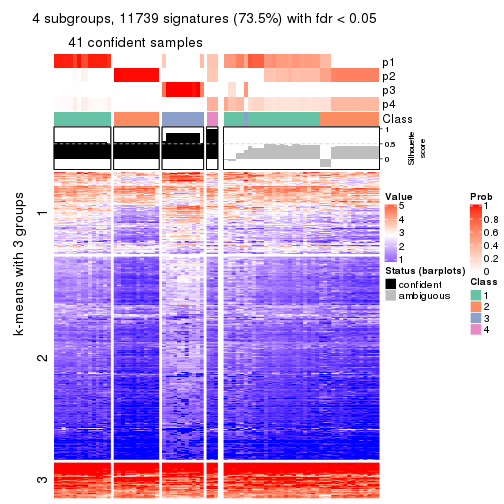 4 subgroups, 11739 signatures (73.5%) with fdr < 0.05
41 confident samples
p1
p2
p3
p4
Class
1
0.5
0
Silhouette
score
k-means with 3 groups
1
2
3
Value
5
4
3
2
1
Status (barplots)
confident
ambiguous
Prob
1
0.8
0.6
0.4
0.2
0
Class
1
2
3
4